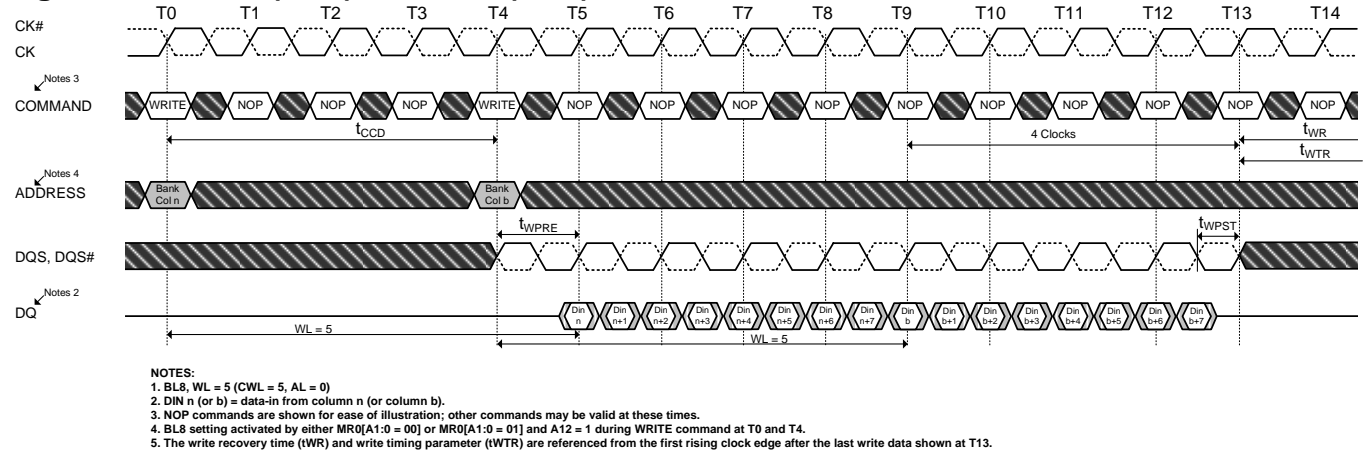 T0 T1 T2 T3 T4 T5 T6 T7 T8 T9 T10 T11 T12 T13 T14
CK#
CK
Notes 3
COMMAND WRITE NOP NOP NOP WRITE NOP NOP NOP NOP NOP NOP NOP NOP NOP NOP
tCCD 4 Clocks tWR
tWTR
Notes 4
ADDRESS
Bank Col n
Bank Col b
tWPRE tWPST
DQS, DQS#
Notes 2
DQ
Din n Din n+1 Din n+2 Din n+3 Din n+4 Din n+5 Din n+6 Din n+7 Din b Din b+1 Din b+2 Din b+3 Din b+4 Din b+5 Din b+6 Din b+7
WL = 5 WL = 5
NOTES:
1. BL8, WL = 5 (CWL = 5, AL = 0)
2. DIN n (or b) = data-in from column n (or column b).
3. NOP commands are shown for ease of illustration; other commands may be valid at these times.
4. BL8 setting activated by either MR0[A1:0 = 00] or MR0[A1:0 = 01] and A12 = 1 during WRITE command at T0 and T4.
5. The write recovery time (tWR) and write timing parameter (tWTR) are referenced from the first rising clock edge after the last write data shown at T13.